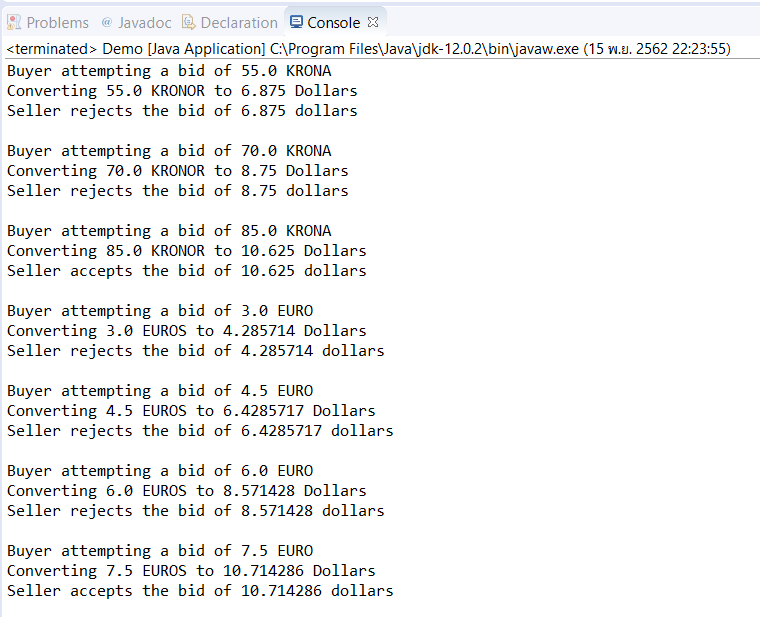 Problems @ Javadoc Declaration Console
<terminated> Demo [Java Application] C:\Program Files\Java\jdk-12.0.2\bin\javaw.exe (15 พ.ย. 2562 22:23:55)
Buyer attempting a bid of 55.0 KRONA
Converting 55.0 KRONOR to 6.875 Dollars
Seller rejects the bid of 6.875 dollars

Buyer attempting a bid of 70.0 KRONA
Converting 70.0 KRONOR to 8.75 Dollars
Seller rejects the bid of 8.75 dollars

Buyer attempting a bid of 85.0 KRONA
Converting 85.0 KRONOR to 10.625 Dollars
Seller accepts the bid of 10.625 dollars

Buyer attempting a bid of 3.0 EURO
Converting 3.0 EUROS to 4.285714 Dollars
Seller rejects the bid of 4.285714 dollars

Buyer attempting a bid of 4.5 EURO
Converting 4.5 EUROS to 6.4285717 Dollars
Seller rejects the bid of 6.4285717 dollars

Buyer attempting a bid of 6.0 EURO
Converting 6.0 EUROS to 8.571428 Dollars
Seller rejects the bid of 8.571428 dollars

Buyer attempting a bid of 7.5 EURO
Converting 7.5 EUROS to 10.714286 Dollars
Seller accepts the bid of 10.714286 dollars